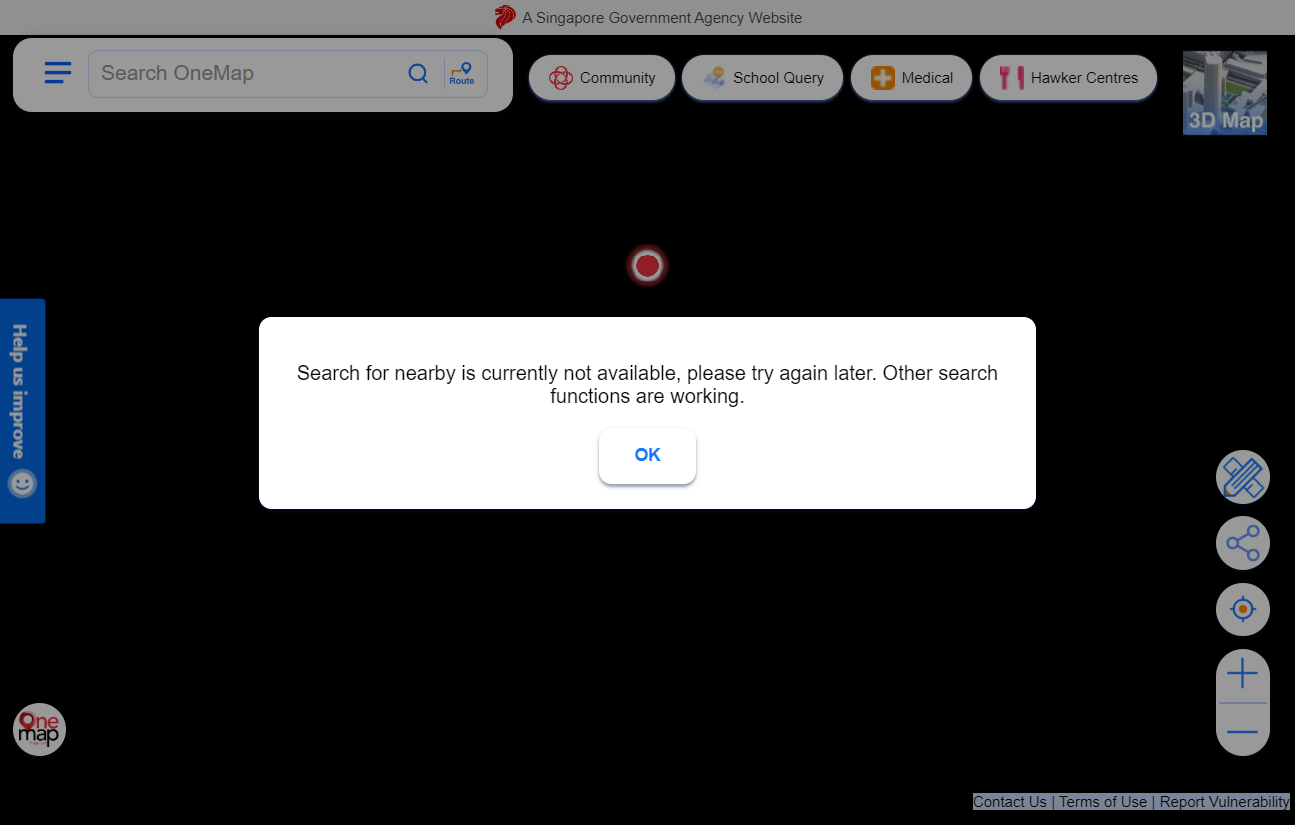 A Singapore Government Agency Website
Search OneMap
Route
Community
School Query
Medical
Hawker Centres
3D Map
Help us improve
Search for nearby is currently not available, please try again later. Other search
functions are working.
OK
One
map
Contact Us | Terms of Use | Report Vulnerability